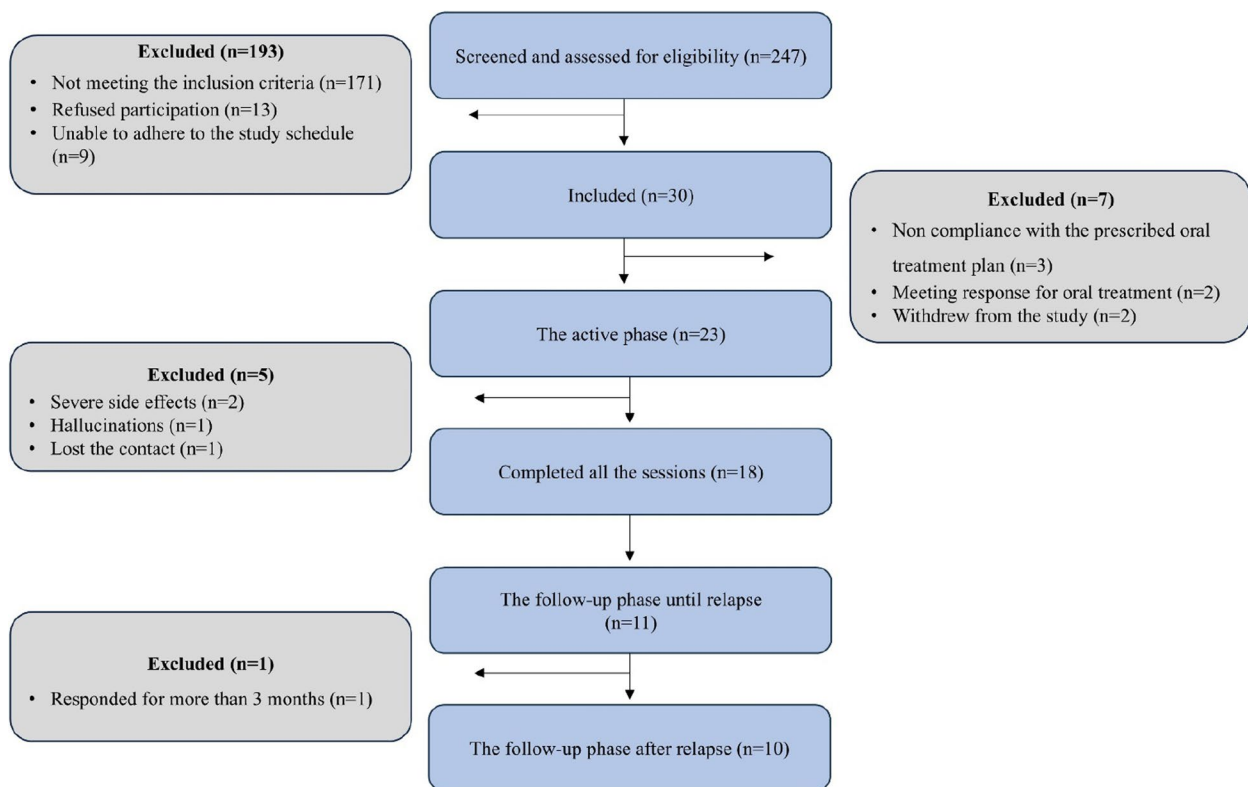 Screened and assessed for eligibility (n=247)
Excluded (n=193)
• Not meeting the inclusion criteria (n=171)
• Refused participation (n=13)
• Unable to adhere to the study schedule
(n=9)
Included (n=30)
Excluded (n=7)
• Non compliance with the prescribed oral
treatment plan (n=3)
• Meeting response for oral treatment (n=2)
• Withdrew from the study (n=2)
The active phase (n=23)
Excluded (n=5)
• Severe side effects (n=2)
• Hallucinations (n=1)
• Lost the contact (n=1)
Completed all the sessions (n=18)
The follow-up phase until relapse
(n=11)
Excluded (n=1)
• Responded for more than 3 months (n=1)
The follow-up phase after relapse (n=10)